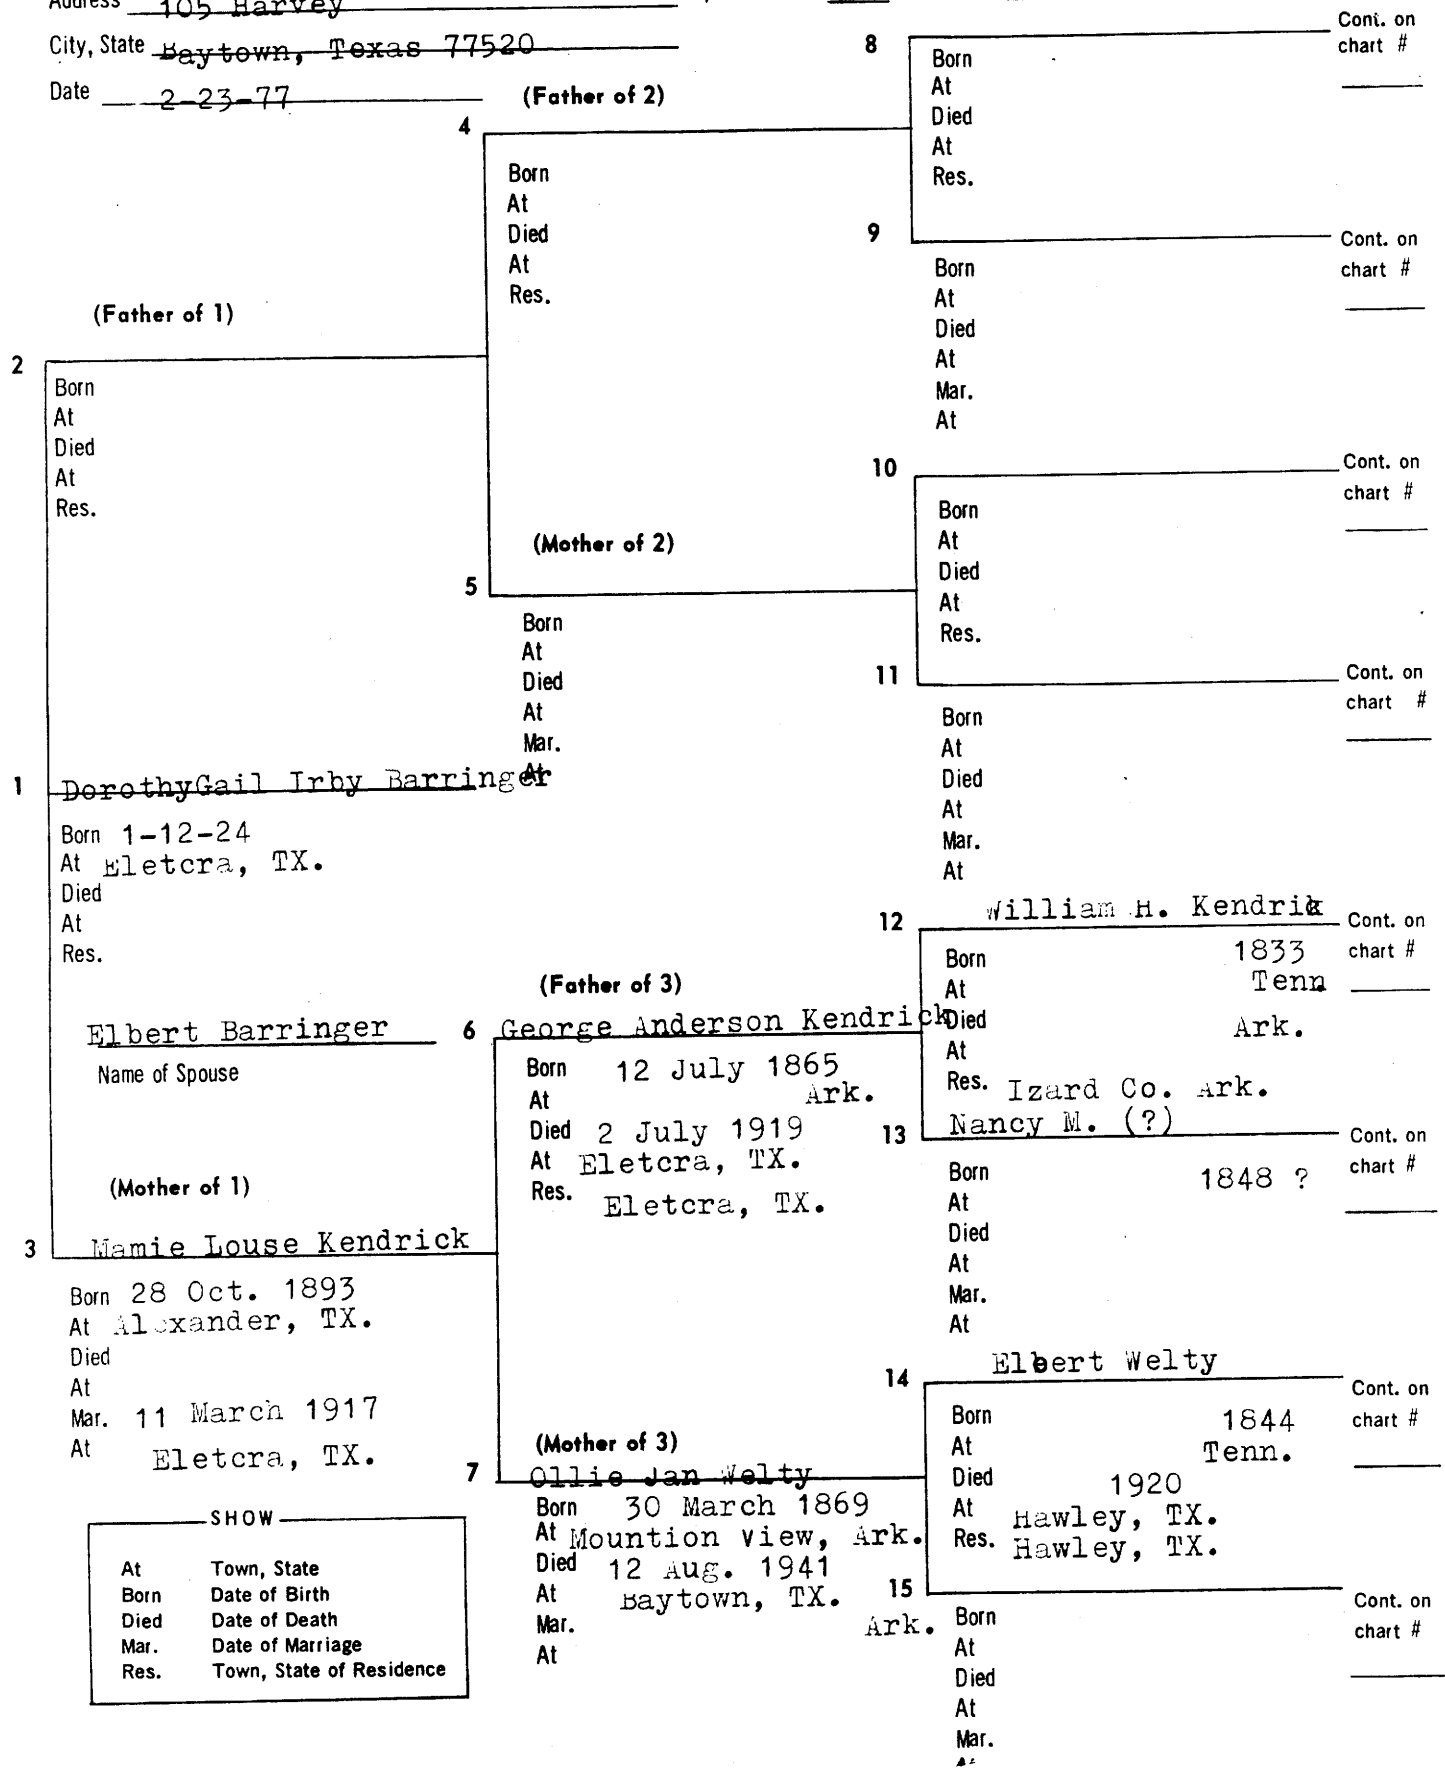 Address 105 Harvey
City, State Baytown, Texas 77520
Date 2-23-77
(Father of 2)
4
Born
At
Died
At
Res.
8
Cont. on
chart #
Born
At
Died
At
Res.
9
Cont. on
chart #
Born
At
Died
At
Mar.
At
(Father of 1)
2
Born
At
Died
At
Res.
(Mother of 2)
5
Born
At
Died
At
Mar.
At
10
Cont. on
chart #
Born
At
Died
At
Res.
11
Cont. on
chart #
Born
At
Died
At
Mar.
At
1 DorothyGail Irby Barringer
Born 1-12-24
At Eletcra, TX.
Died
At
Res.
Elbert Barringer
Name of Spouse
(Father of 3)
6 George Anderson Kendrick
Born 12 July 1865
At Ark.
Died 2 July 1919
At Eletcra, TX.
Res. Eletcra, TX.
12 William H. Kendrik
Cont. on
chart #
Born 1833
At Tenn
Died Ark.
At
Res. Izard Co. Ark.
13 Nancy M. (?)
Cont. on
chart #
Born 1848 ?
At
Died
At
Mar.
At
(Mother of 1)
3 Mamie Louse Kendrick
Born 28 Oct. 1893
At Alexander, TX.
Died
At
Mar. 11 March 1917
At Eletcra, TX.
(Mother of 3)
7 Ollie Jan Welty
Born 30 March 1869
At Mountion View, Ark.
Died 12 Aug. 1941
At Baytown, TX.
Mar. Ark.
At
14 Elbert Welty
Cont. on
chart #
Born 1844
At Tenn.
Died 1920
At Hawley, TX.
Res. Hawley, TX.
15
Cont. on
chart #
Born
At
Died
At
Mar.
At
SHOW
At Town, State
Born Date of Birth
Died Date of Death
Mar. Date of Marriage
Res. Town, State of Residence